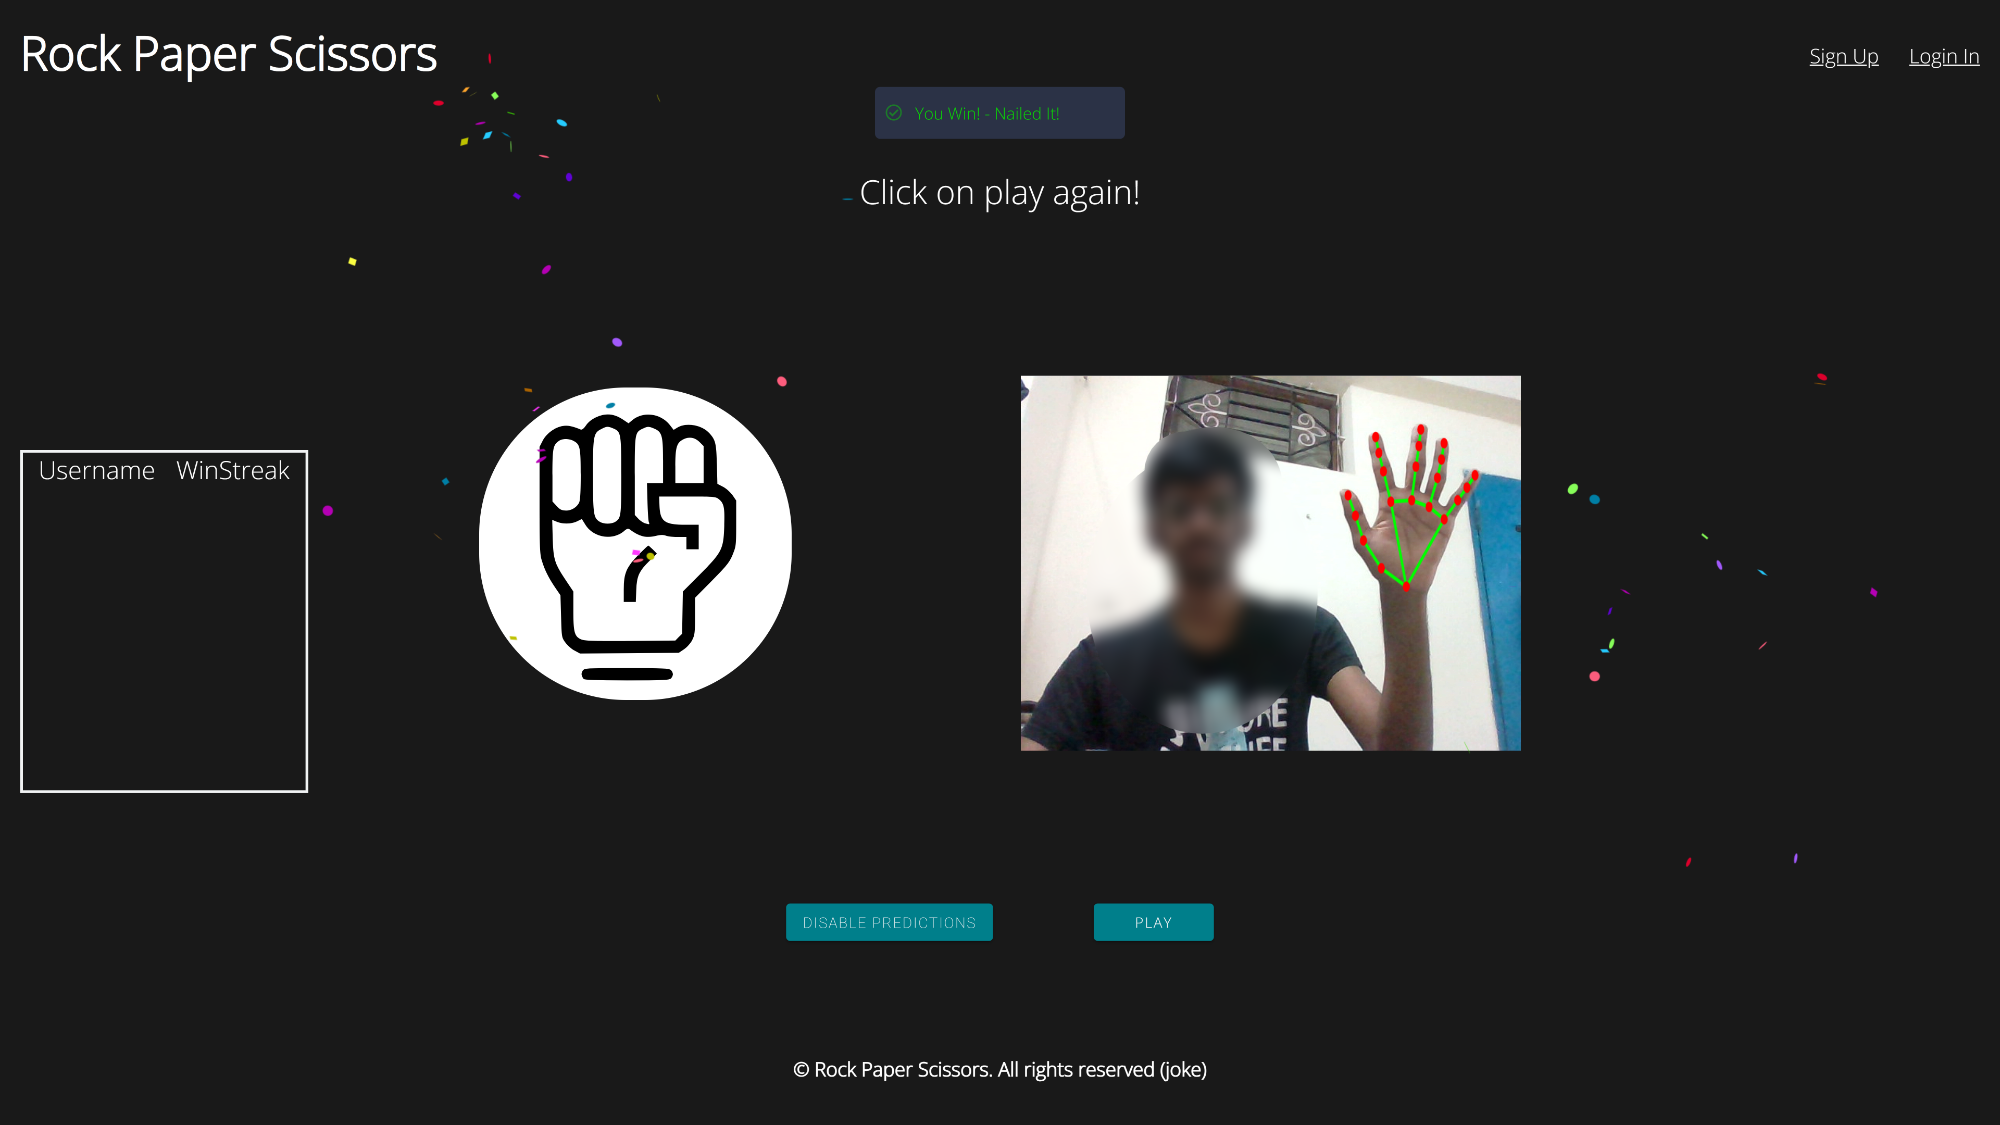 Rock Paper Scissors
Sign Up Login In
You Win! - Nailed It!
Click on play again!
Username WinStreak
DISABLE PREDICTIONS
PLAY
© Rock Paper Scissors. All rights reserved (joke)